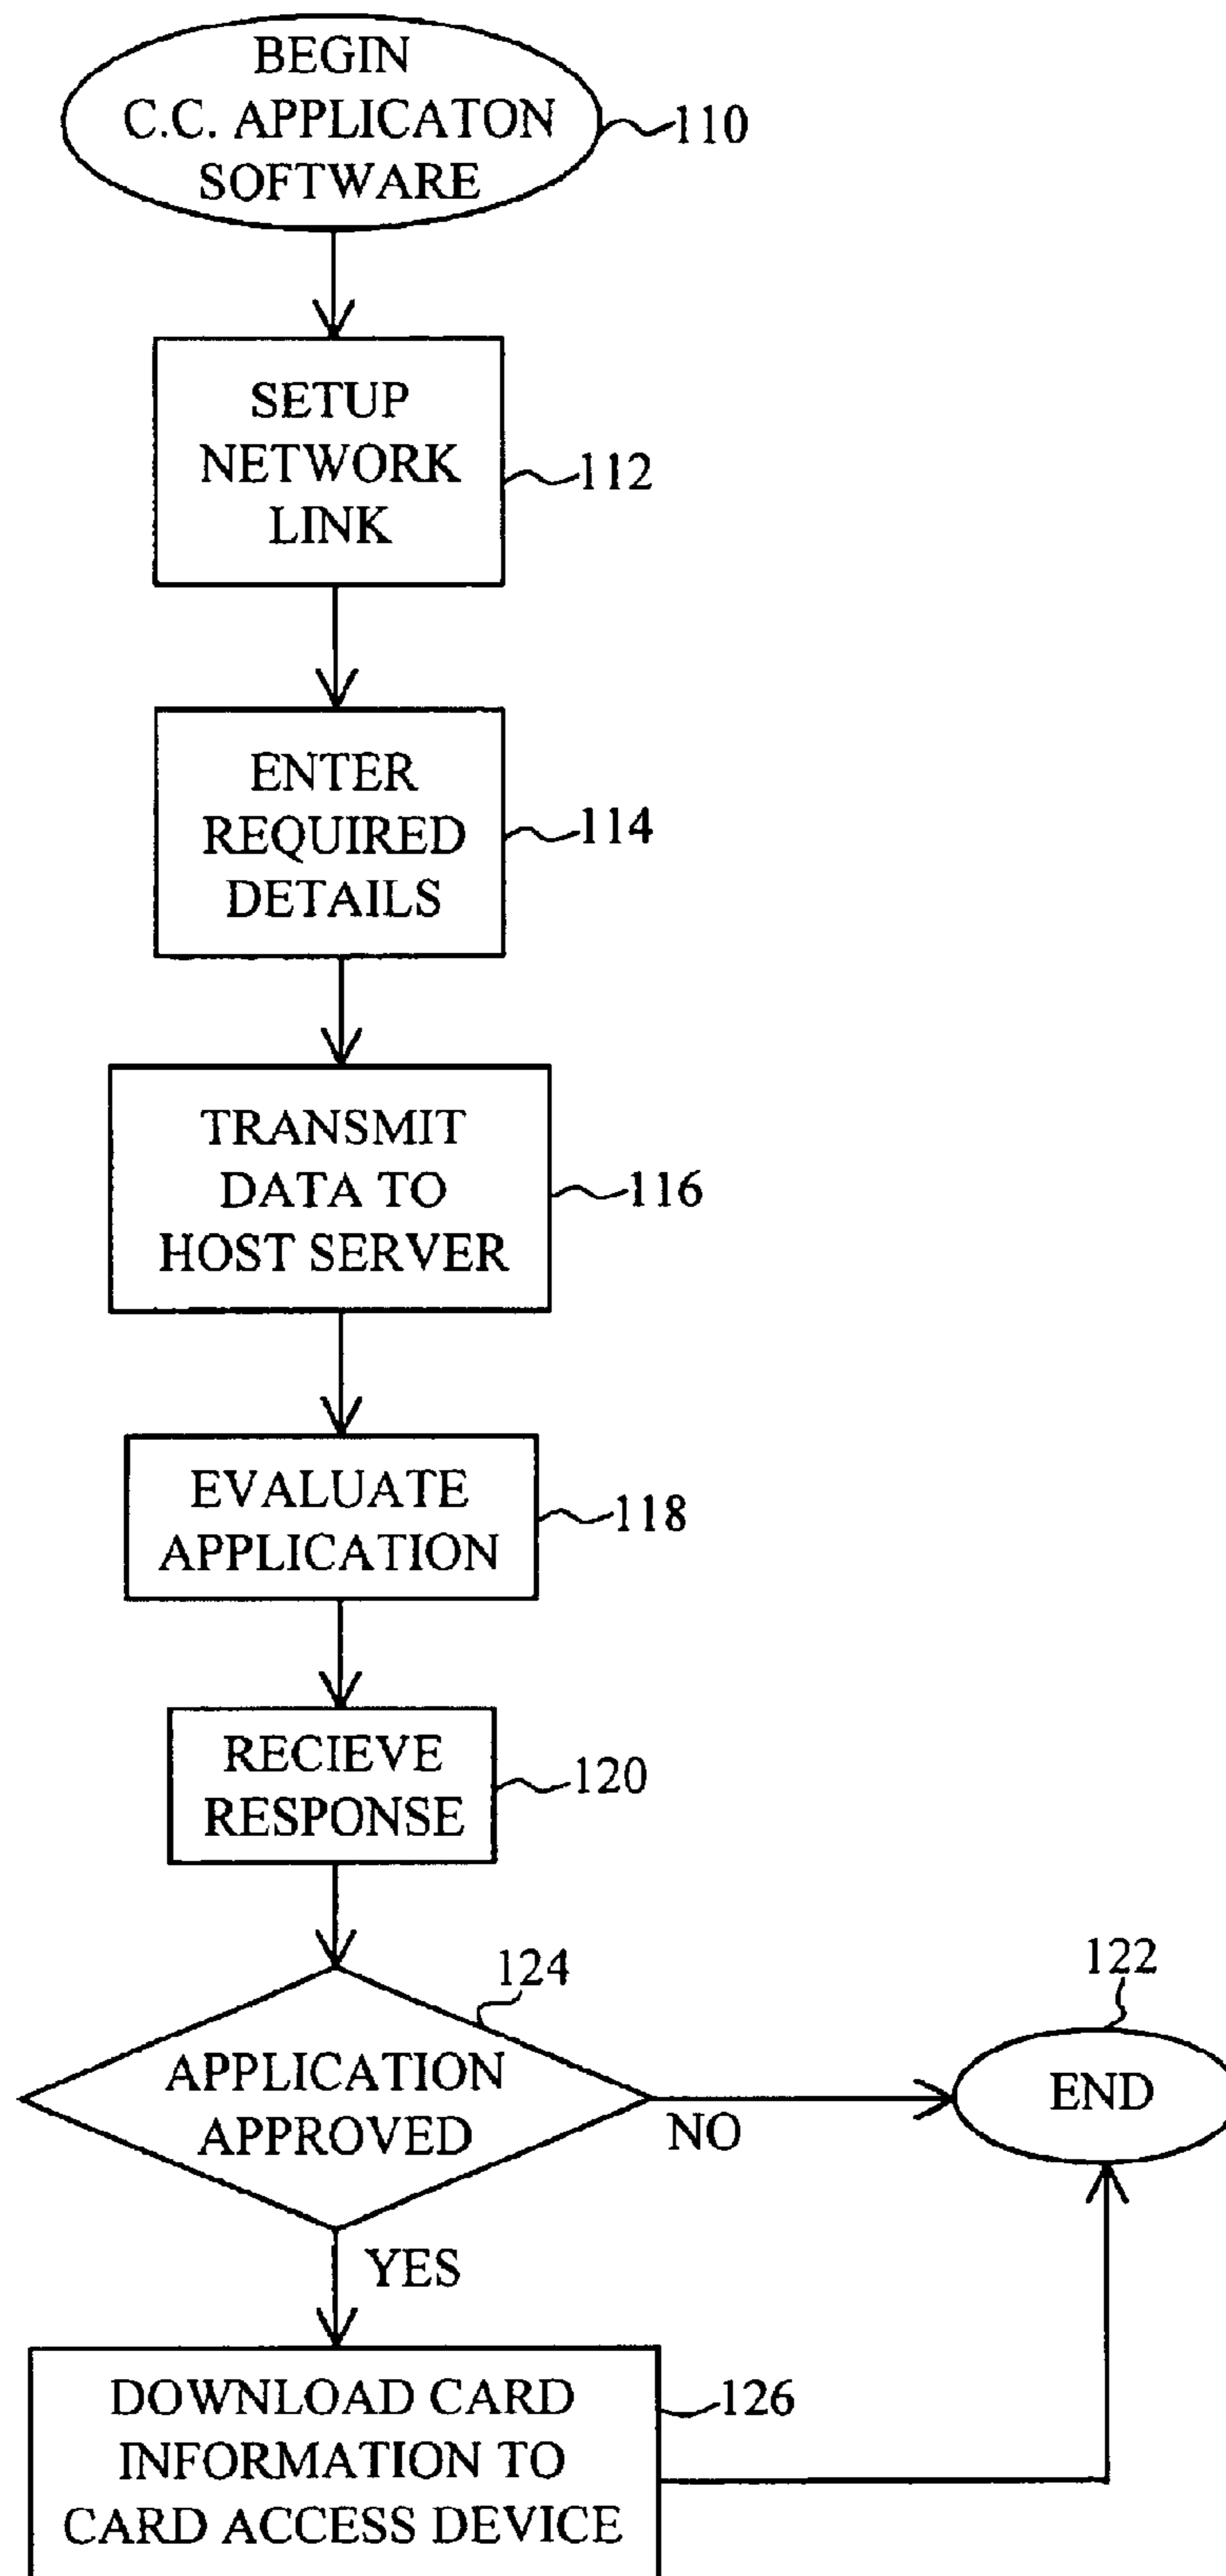 BEGIN
C.C. APPLICATON
SOFTWARE
110
SETUP
NETWORK
LINK
112
ENTER
REQUIRED
DETAILS
114
TRANSMIT
DATA TO
HOST SERVER
116
EVALUATE
APPLICATION
118
RECIEVE
RESPONSE
120
124
APPLICATION
APPROVED
NO
122
END
YES
DOWNLOAD CARD
INFORMATION TO
CARD ACCESS DEVICE
126